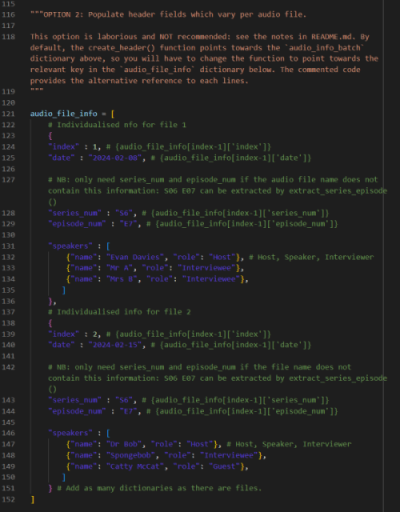 115
116 """OPTION 2: Populate header fields which vary per audio file.
117
118 This option is laborious and NOT recommended: see the notes in README.md. By
default, the create_header() function points towards the `audio_info_batch`
dictionary above, so you will have to change the function to point towards the
relevant key in the `audio_file_info` dictionary below. The commented code
provides the alternative reference to each lines.
119 """
120
121 audio_file_info = [
122 # Individualised nfo for file 1
123 {
124 "index" : 1, # {audio_file_info[index-1]['index']}
125 "date" : "2024-02-08", # {audio_file_info[index-1]['date']}
126
127 # NB: only need series_num and episode_num if the audio file name does not
contain this information: S06 E07 can be extracted by extract_series_episode
()
128 "series_num" : "S6", # {audio_file_info[index-1]['series_num']}
129 "episode_num" : "E7", # {audio_file_info[index-1]['episode_num']}
130
131 "speakers" : [
132 {"name": "Evan Davies", "role": "Host"}, # Host, Speaker, Interviewer
133 {"name": "Mr A", "role": "Interviewee"},
134 {"name": "Mrs B", "role": "Interviewee"},
135 ]
136 },
137 # Individualised info for file 2
138 {
139 "index" : 2, # {audio_file_info[index-1]['index']}
140 "date" : "2024-02-15", # {audio_file_info[index-1]['date']}
141
142 # NB: only need series_num and episode_num if the file name does not
contain this information: S06 E07 can be extracted by extract_series_episode
()
143 "series_num" : "S6", # {audio_file_info[index-1]['series_num']}
144 "episode_num" : "E7", # {audio_file_info[index-1]['episode_num']}
145
146 "speakers" : [
147 {"name": "Dr Bob", "role": "Host"}, # Host, Speaker, Interviewer
148 {"name": "Spongebob", "role": "Interviewee"},
149 {"name": "Catty McCat", "role": "Guest"},
150 ]
151 } # Add as many dictionaries as there are files.
152 ]